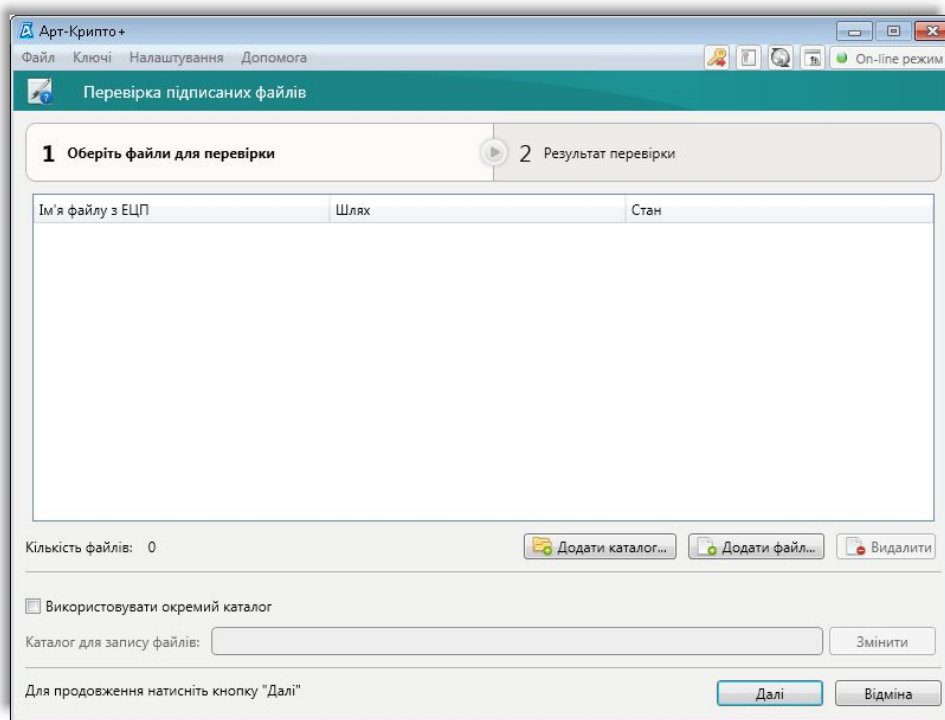 Арт-Крипто+
Файл Ключі Налаштування Допомога On-line режим
Перевірка підписаних файлів
1 Оберіть файли для перевірки 2 Результат перевірки
Ім'я файлу з ЕЦП Шлях Стан
Кількість файлів: 0 Додати каталог... Додати файл... Видалити
Використовувати окремий каталог
Каталог для запису файлів: Змінити
Для продовження натисніть кнопку "Далі" Далі Відміна